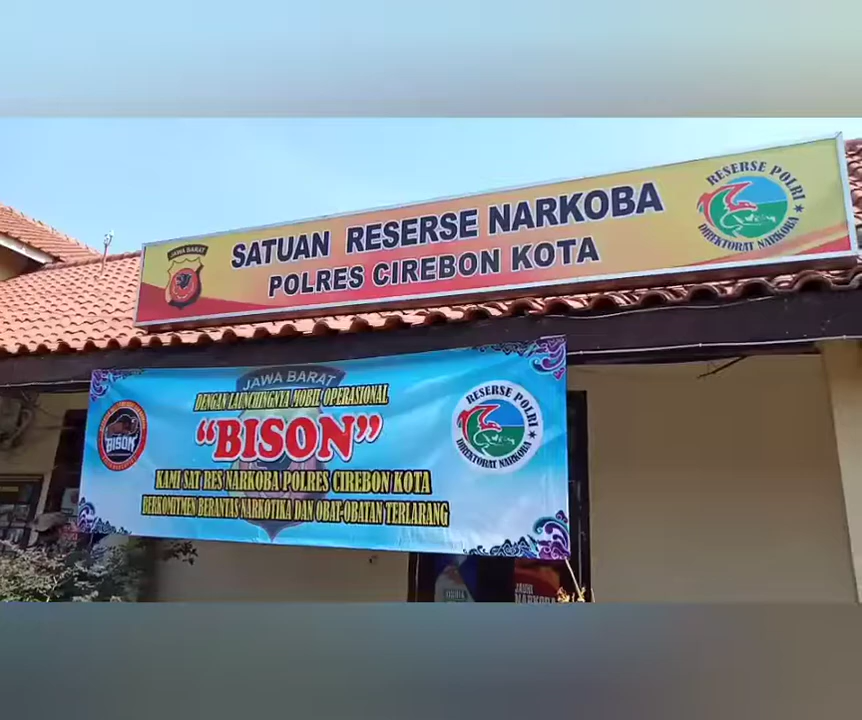 SATUAN RESERSE NARKOBA
POLRES CIREBON KOTA
JAWA BARAT
RESERSE POLRI
DIREKTORAT NARKOBA
JAWA BARAT
DENGAN LAUNCHINGNYA MOBIL OPERASIONAL
"BISON"
KAMI SAT RES NARKOBA POLRES CIREBON KOTA
BERKOMITMEN BERANTAS NARKOTIKA DAN OBAT-OBATAN TERLARANG
BISON
RESERSE POLRI
DIREKTORAT NARKOBA
JAUHI
NARKOBA